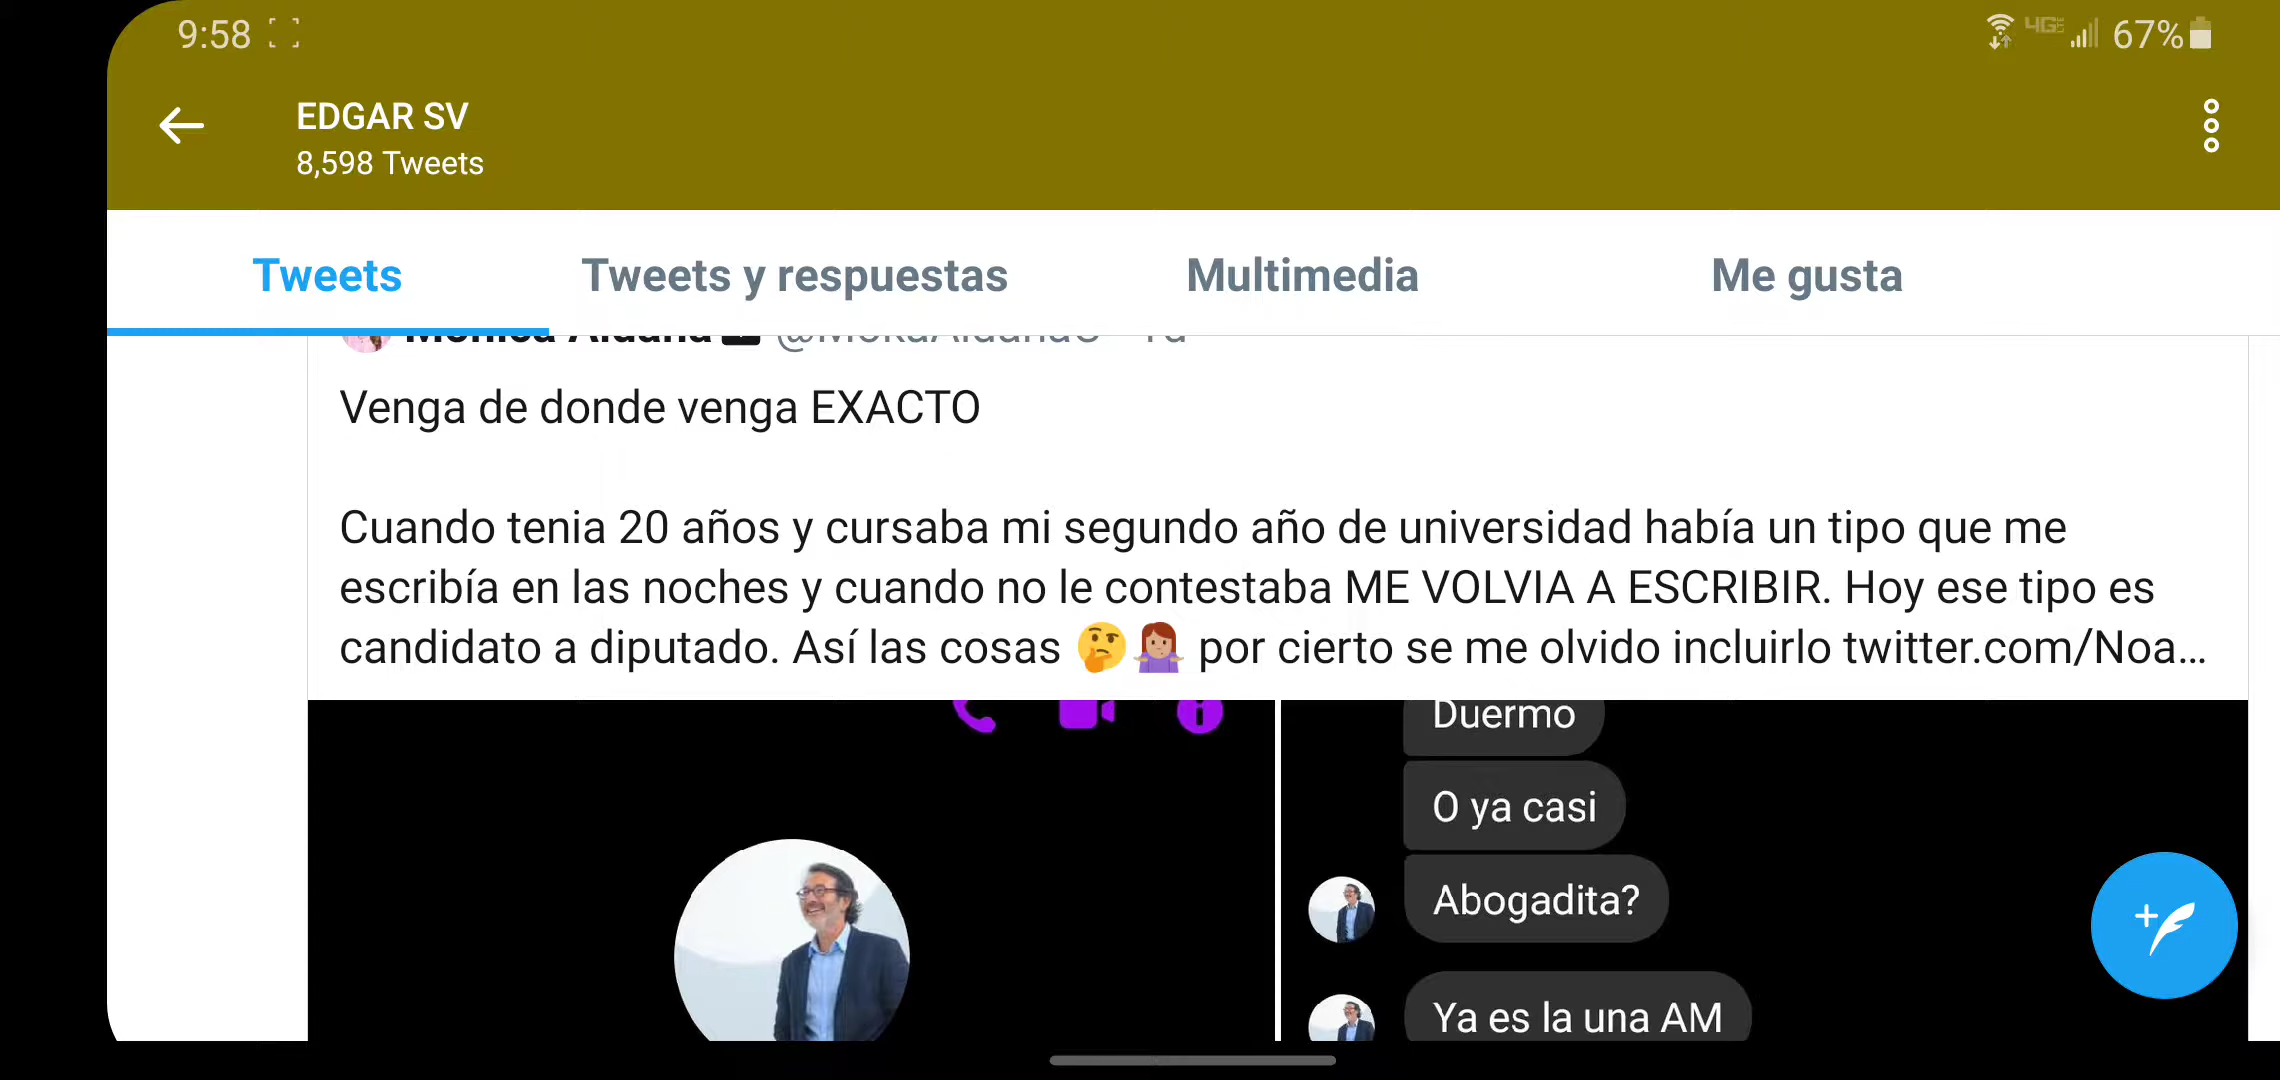 9:58
4G 67%
EDGAR SV
8,598 Tweets
Tweets Tweets y respuestas Multimedia Me gusta
Venga de donde venga EXACTO
Cuando tenia 20 años y cursaba mi segundo año de universidad había un tipo que me
escribía en las noches y cuando no le contestaba ME VOLVIA A ESCRIBIR. Hoy ese tipo es
candidato a diputado. Así las cosas 🤔🤷🏽‍♀️ por cierto se me olvido incluirlo twitter.com/Noa...
Duermo
O ya casi
Abogadita?
Ya es la una AM